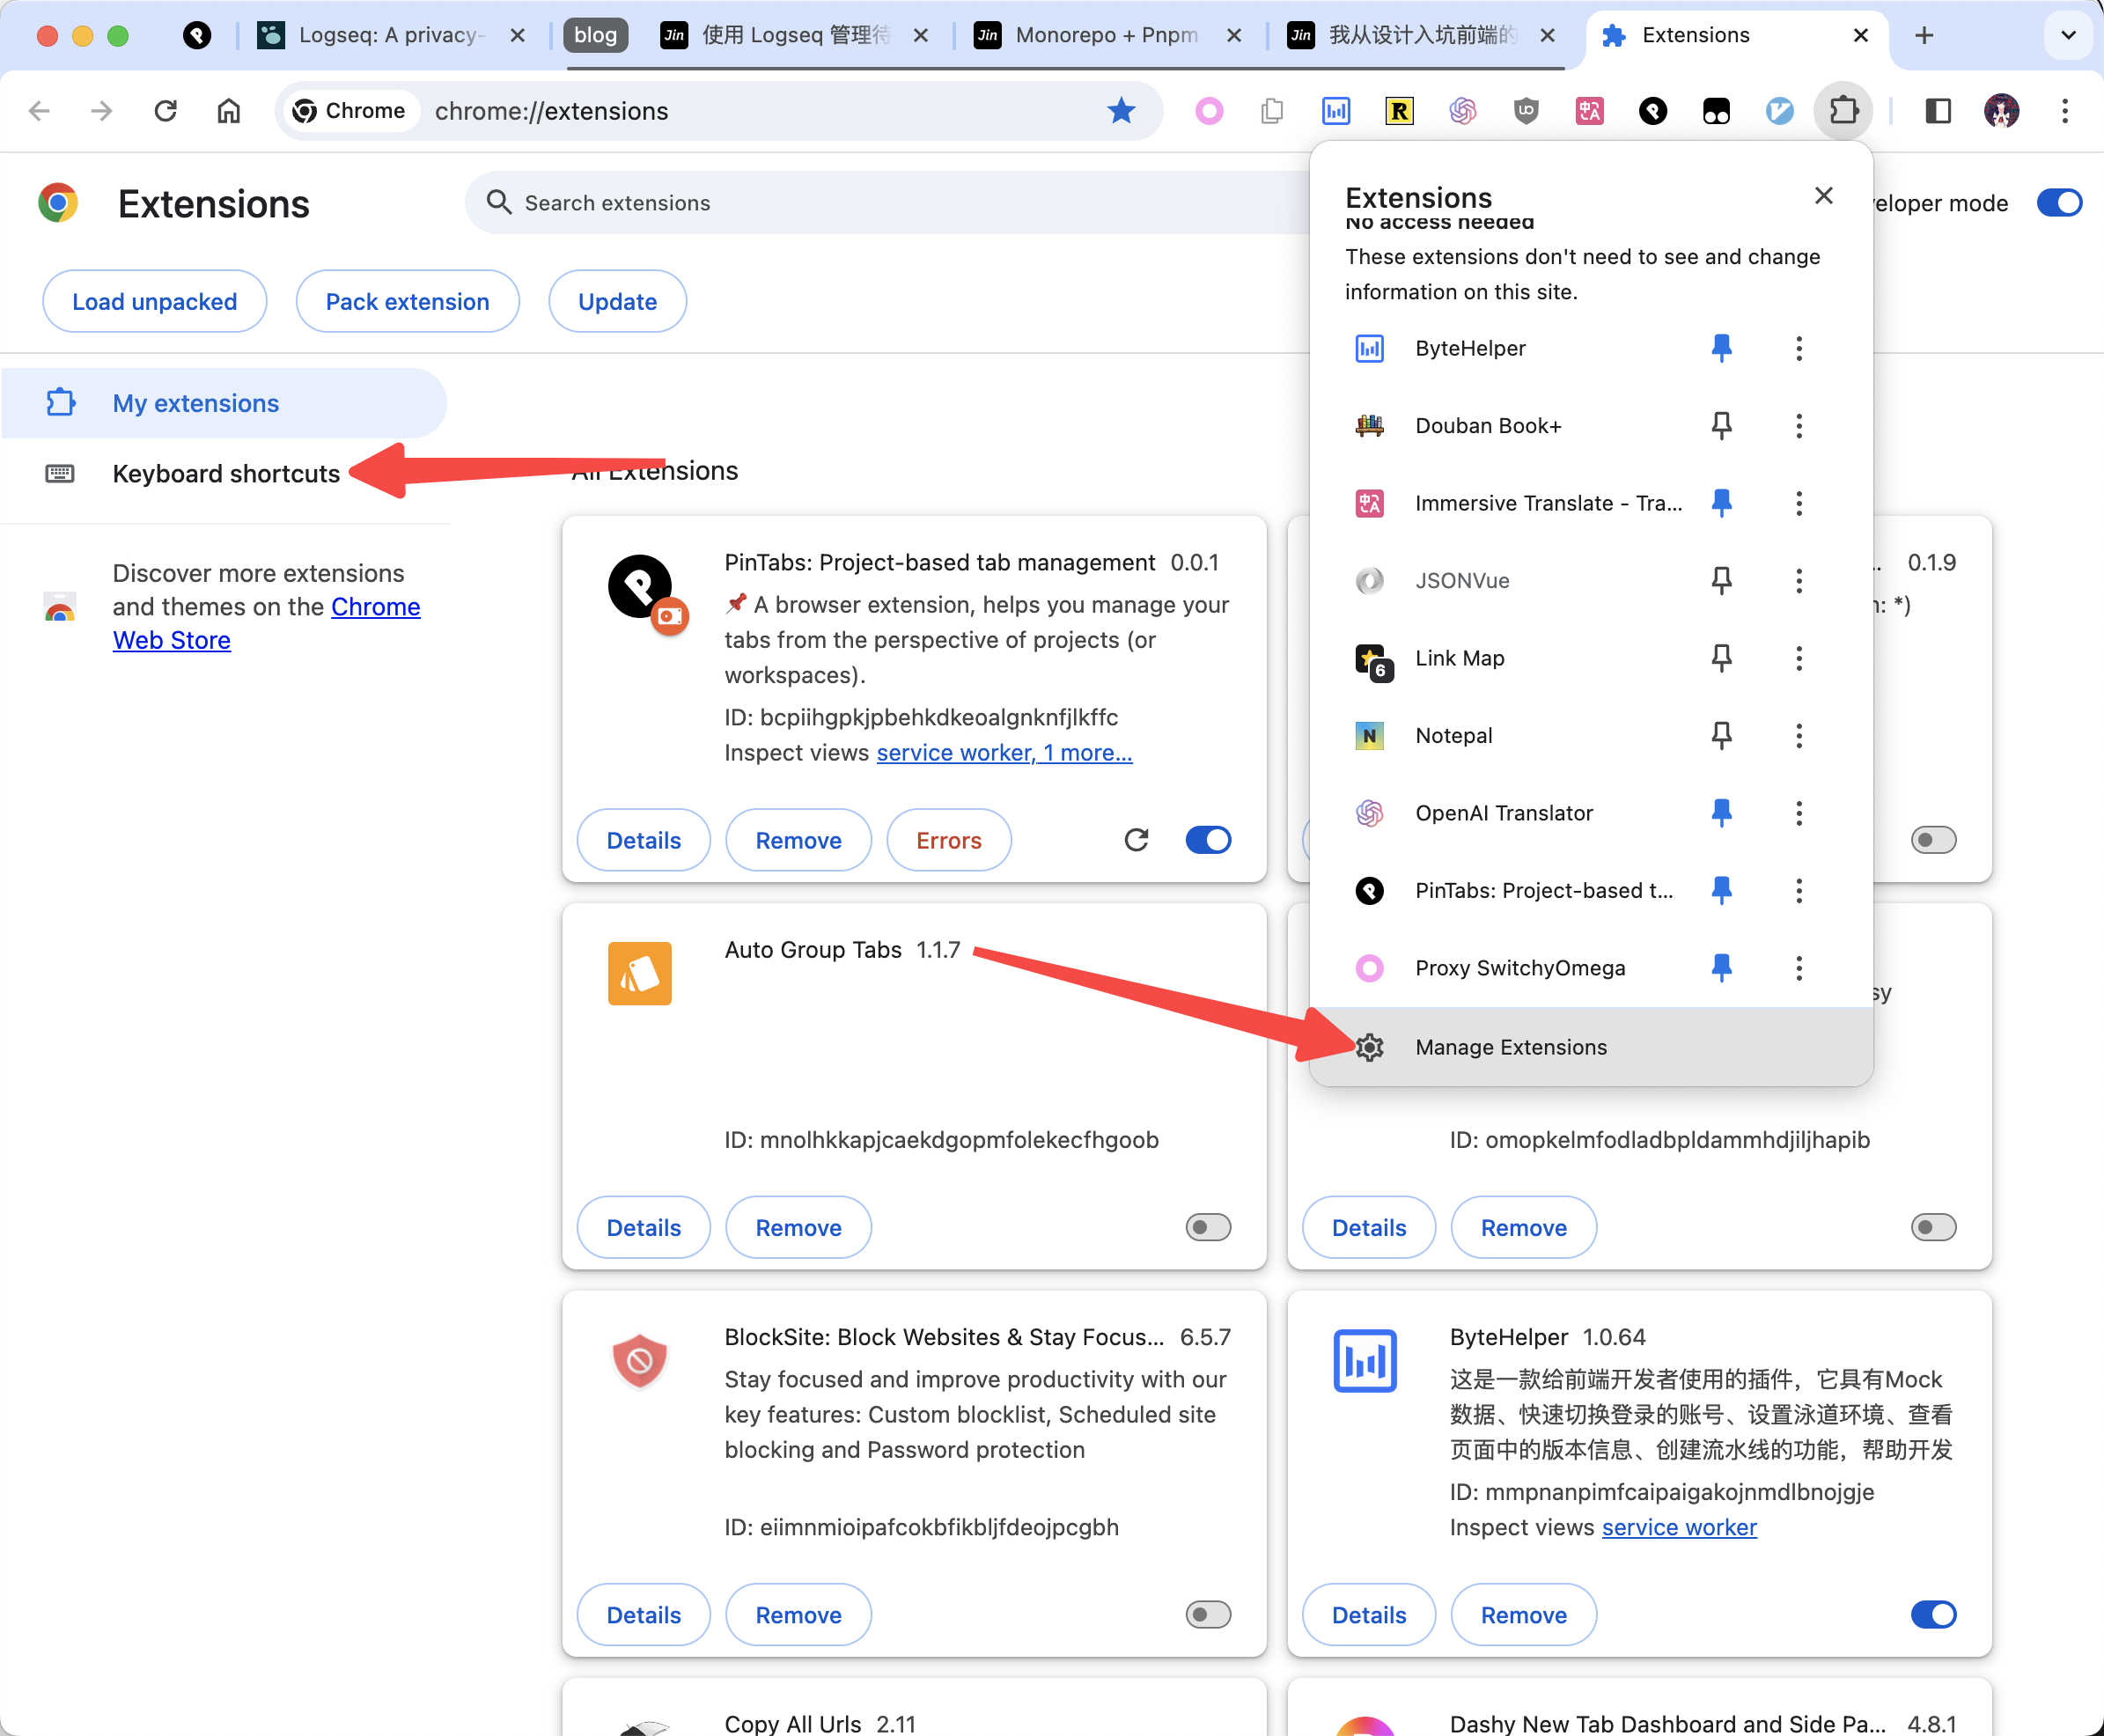 Logseq: A privacy-
blog
Jin
使用 Logseq 管理待
Jin
Monorepo + Pnpm
Jin
我从设计入坑前端的
Extensions
Chrome
chrome://extensions
Extensions
Search extensions
veloper mode
Load unpacked
Pack extension
Update
My extensions
Keyboard shortcuts
Discover more extensions
and themes on the Chrome
Web Store
All Extensions
PinTabs: Project-based tab management 0.0.1
📌 A browser extension, helps you manage your
tabs from the perspective of projects (or
workspaces).
ID: bcpiihgpkjpbehkdkeoalgnknfjlkffc
Inspect views service worker, 1 more...
Details
Remove
Errors
.. 0.1.9
n: *)
Auto Group Tabs 1.1.7
ID: mnolhkkapjcaekdgopmfolekecfhgoob
Details
Remove
sy
ID: omopkelmfodladbpldammhdjiljhapib
Details
Remove
BlockSite: Block Websites & Stay Focus... 6.5.7
Stay focused and improve productivity with our
key features: Custom blocklist, Scheduled site
blocking and Password protection
ID: eiimnmioipafcokbfikbljfdeojpcgbh
Details
Remove
ByteHelper 1.0.64
这是一款给前端开发者使用的插件，它具有Mock
数据、快速切换登录的账号、设置泳道环境、查看
页面中的版本信息、创建流水线的功能，帮助开发
ID: mmpnanpimfcaipaigakojnmdlbnojgje
Inspect views service worker
Details
Remove
Copy All Urls 2.11
Dashy New Tab Dashboard and Side Pa... 4.8.1
Extensions
No access needed
These extensions don't need to see and change
information on this site.
ByteHelper
Douban Book+
Immersive Translate - Tra...
JSONVue
6
Link Map
N
Notepal
OpenAI Translator
PinTabs: Project-based t...
Proxy SwitchyOmega
Manage Extensions